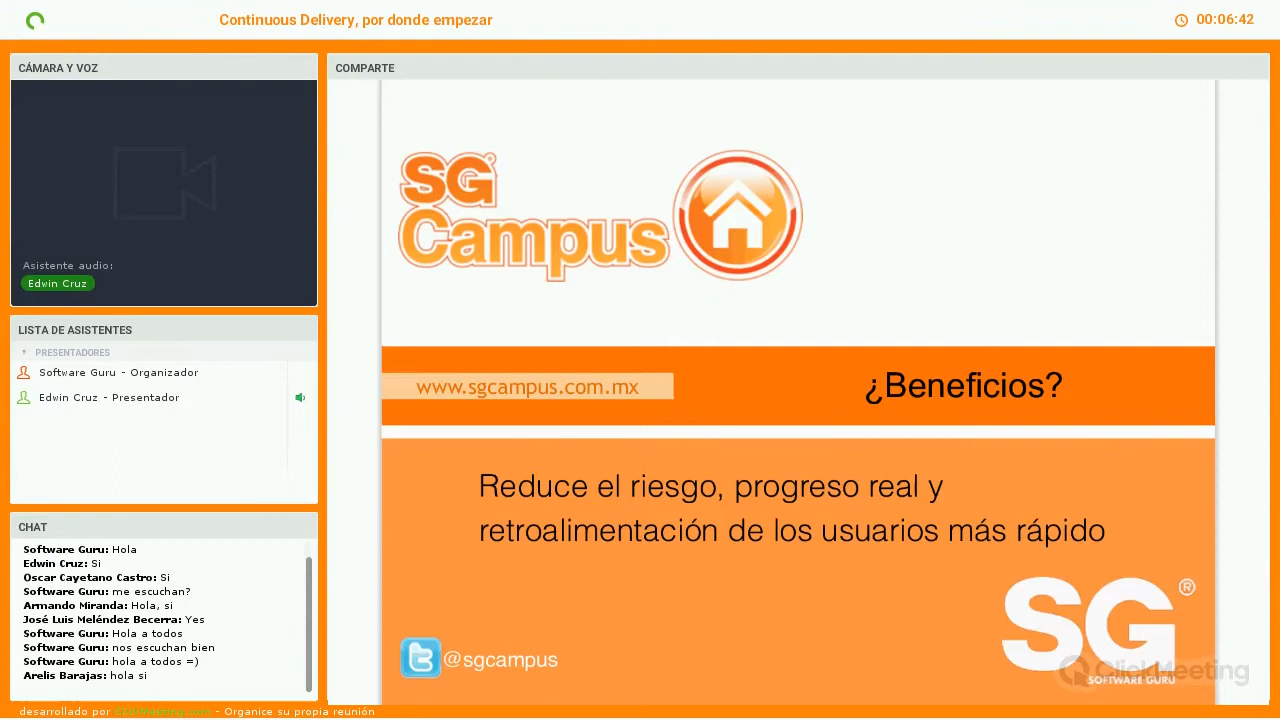 Continuous Delivery, por donde empezar
00:06:42
CÁMARA Y VOZ
Asistente audio:
Edwin Cruz
LISTA DE ASISTENTES
PRESENTADORES
Software Guru - Organizador
Edwin Cruz - Presentador
CHAT
Software Guru: Hola
Edwin Cruz: Si
Oscar Cayetano Castro: Si
Software Guru: me escuchan?
Armando Miranda: Hola, si
José Luis Meléndez Becerra: Yes
Software Guru: Hola a todos
Software Guru: nos escuchan bien
Software Guru: hola a todos =)
Arelis Barajas: hola si
desarrollado por ClickMeeting.com - Organice su propia reunión
COMPARTE
SG
Campus
www.sgcampus.com.mx
¿Beneficios?
Reduce el riesgo, progreso real y
retroalimentación de los usuarios más rápido
@sgcampus
SG®
SOFTWARE GURU
ClickMeeting